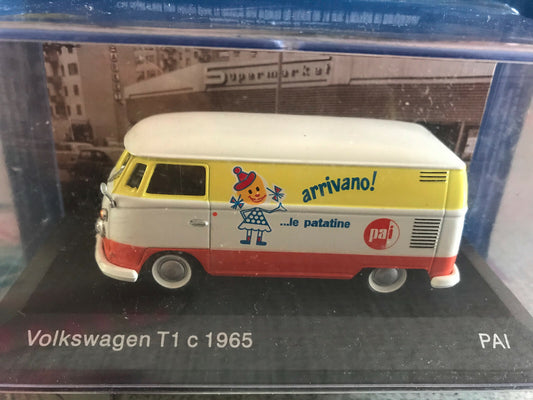 Supermarket
arrivano!
...le patatine
pai
Volkswagen T1 c 1965
PAI